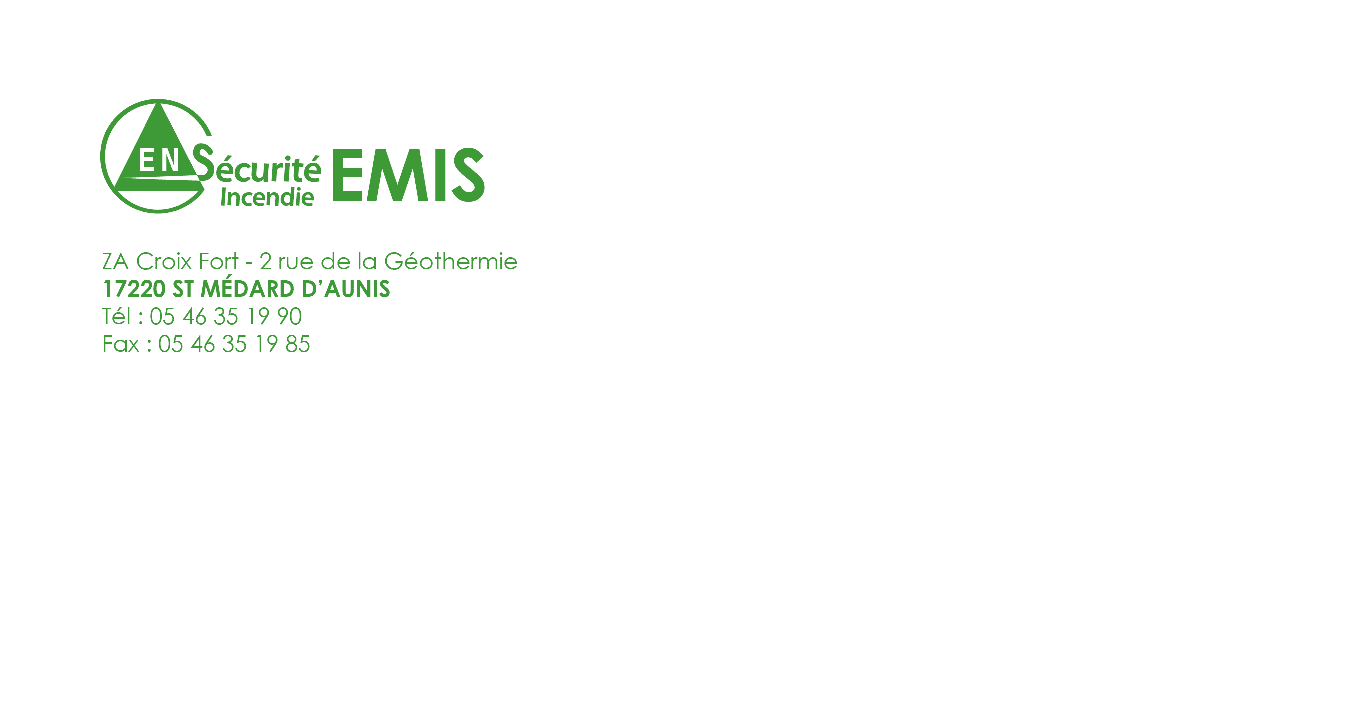 EN Sécurité EMIS
Incendie
ZA Croix Fort - 2 rue de la Géothermie
17220 ST MÉDARD D’AUNIS
Tél : 05 46 35 19 90
Fax : 05 46 35 19 85